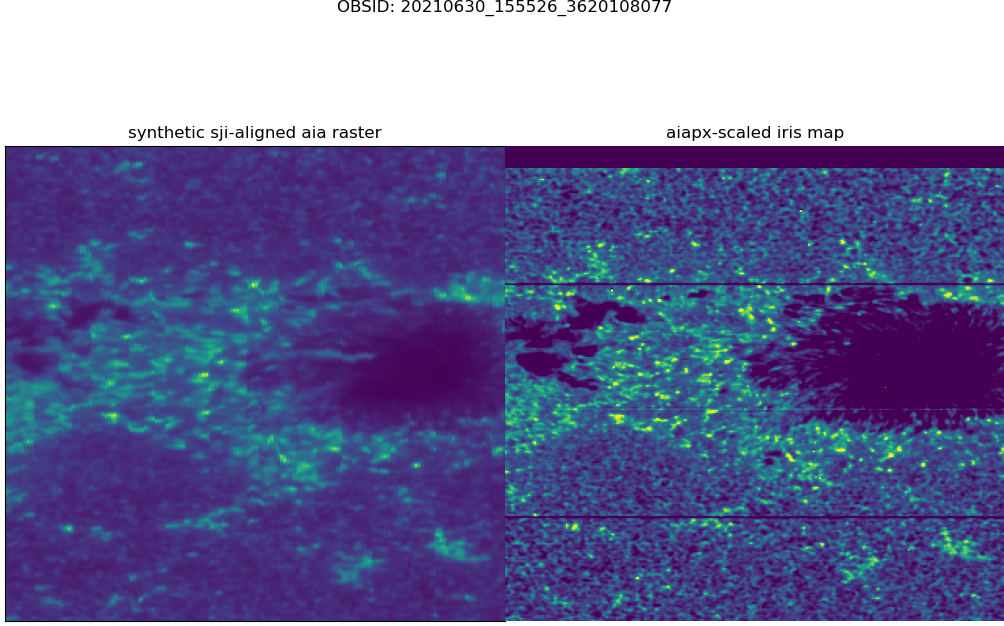 OBSID: 20210630_155526_3620108077
synthetic sji-aligned aia raster
aiapx-scaled iris map